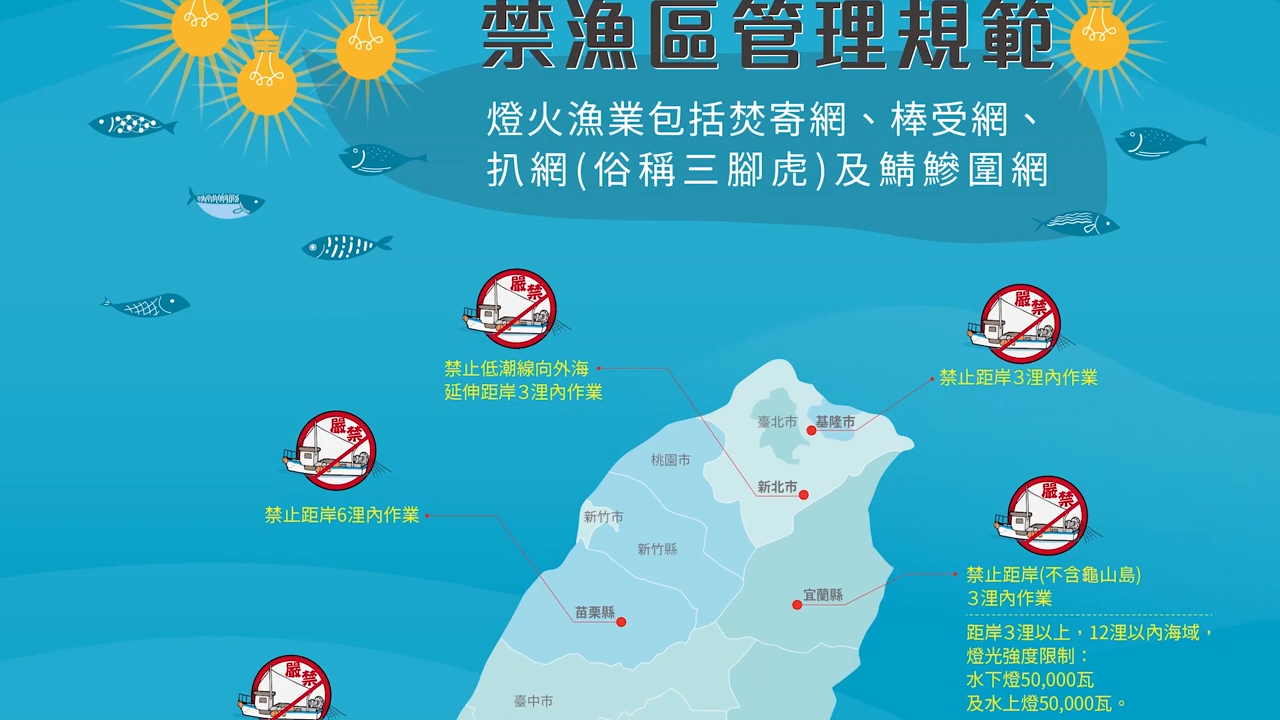 禁漁區管理規範
燈火漁業包括焚寄網、棒受網、
扒網(俗稱三腳虎)及鯖鰺圍網
嚴禁
禁止低潮線向外海
延伸距岸3浬內作業
嚴禁
禁止距岸3浬內作業
臺北市
基隆市
桃園市
新北市
嚴禁
禁止距岸6浬內作業
新竹市
新竹縣
嚴禁
禁止距岸(不含龜山島)
3浬內作業
距岸3浬以上，12浬以內海域，
燈光強度限制：
水下燈50,000瓦
及水上燈50,000瓦。
宜蘭縣
苗栗縣
嚴禁
臺中市